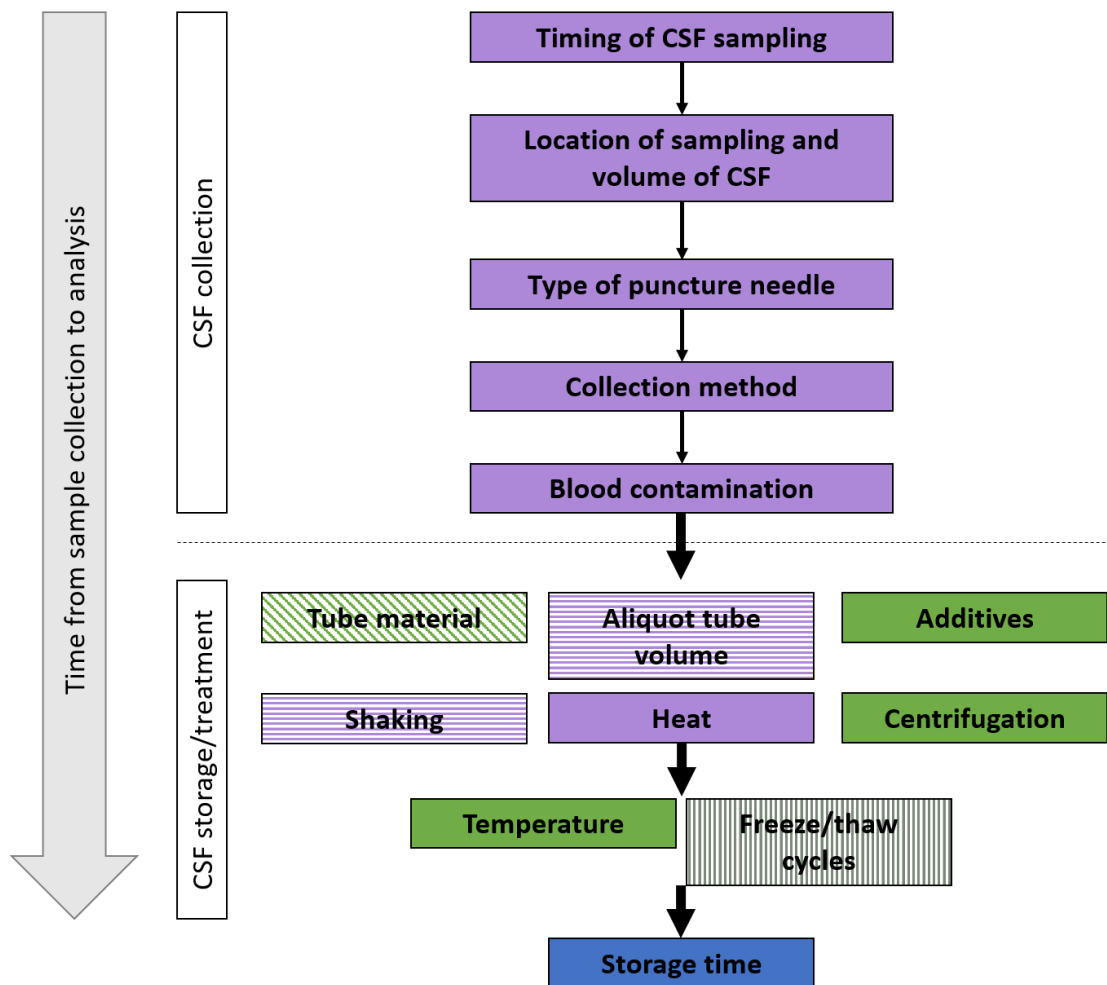 Time from sample collection to analysis
CSF collection
Timing of CSF sampling
Location of sampling and
volume of CSF
Type of puncture needle
Collection method
Blood contamination
CSF storage/treatment
Tube material
Aliquot tube
volume
Additives
Shaking
Heat
Centrifugation
Temperature
Freeze/thaw
cycles
Storage time